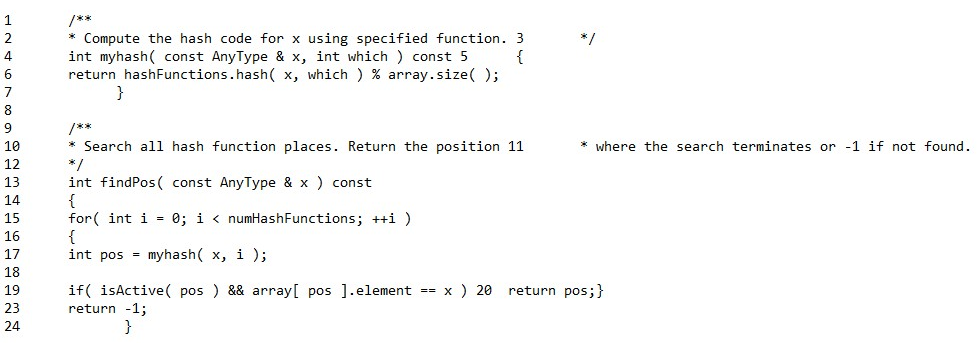 1 /**
2 * Compute the hash code for x using specified function. 3 */
4 int myhash( const AnyType & x, int which ) const 5 {
6 return hashFunctions.hash( x, which ) % array.size( );
7 }
8
9 /**
10 * Search all hash function places. Return the position 11 * where the search terminates or -1 if not found.
12 */
13 int findPos( const AnyType & x ) const
14 {
15 for( int i = 0; i < numHashFunctions; ++i )
16 {
17 int pos = myhash( x, i );
18
19 if( isActive( pos ) && array[ pos ].element == x ) 20 return pos;}
23 return -1;
24 }